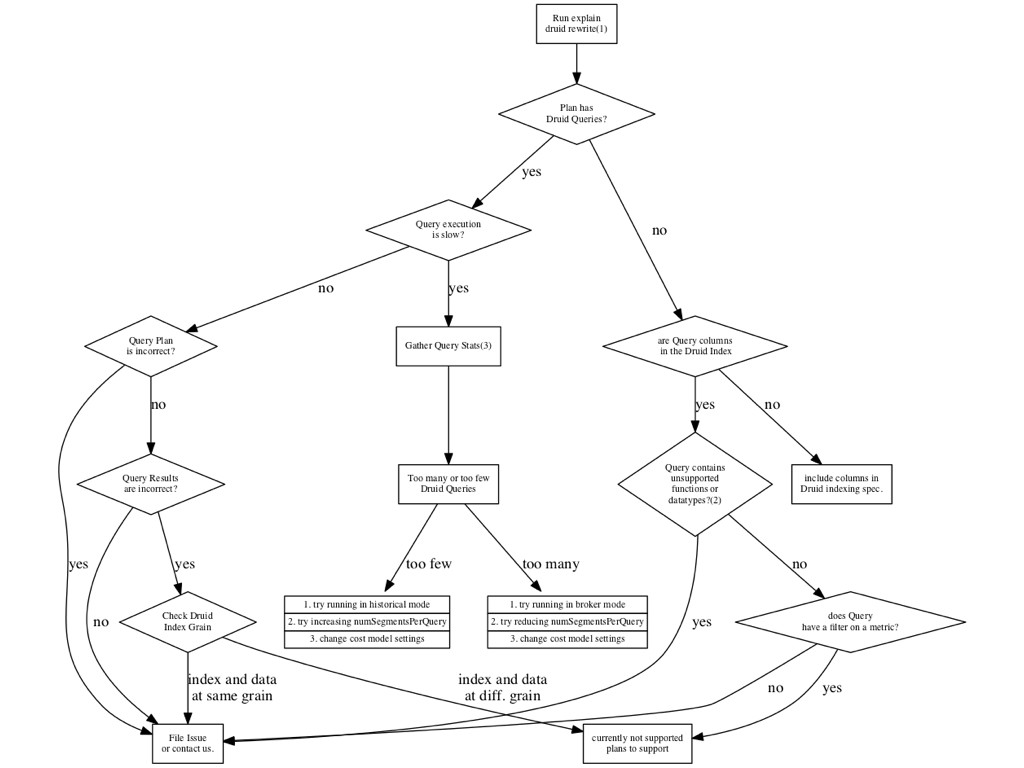 Run explain
druid rewrite(1)
Plan has
Druid Queries?
yes
no
Query execution
is slow?
no
yes
Query Plan
is incorrect?
Gather Query Stats(3)
are Query columns
in the Druid Index
no
yes
no
Query Results
are incorrect?
Too many or too few
Druid Queries
Query contains
unsupported
functions or
datatypes?(2)
include columns in
Druid indexing spec.
yes
yes
too few
too many
no
Check Druid
Index Grain
1. try running in historical mode
2. try increasing numSegmentsPerQuery
3. change cost model settings
1. try running in broker mode
2. try reducing numSegmentsPerQuery
3. change cost model settings
does Query
have a filter on a metric?
no
yes
index and data
at same grain
index and data
at diff. grain
no
yes
File Issue
or contact us.
currently not supported
plans to support